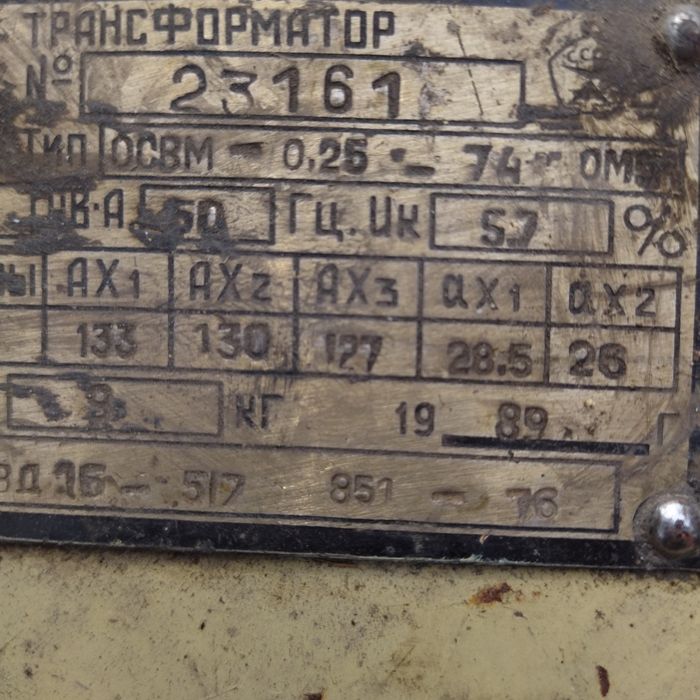 ТРАНСФОРМАТОР
№ 23161
ТИП ОСВМ - 0,25 - 74 - ОМ5
В·А 50 Гц. Uк 5.7 %
АХ1 АХ2 АХ3 ах1 ах2
133 130 127 28.5 26
9 КГ 19 89. Г
16 - 517 851 - 76